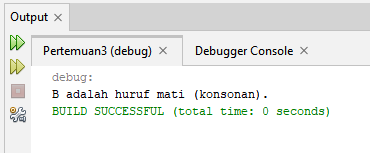 Output ×
Pertemuan3 (debug) ×
Debugger Console ×
debug:
B adalah huruf mati (konsonan).
BUILD SUCCESSFUL (total time: 0 seconds)